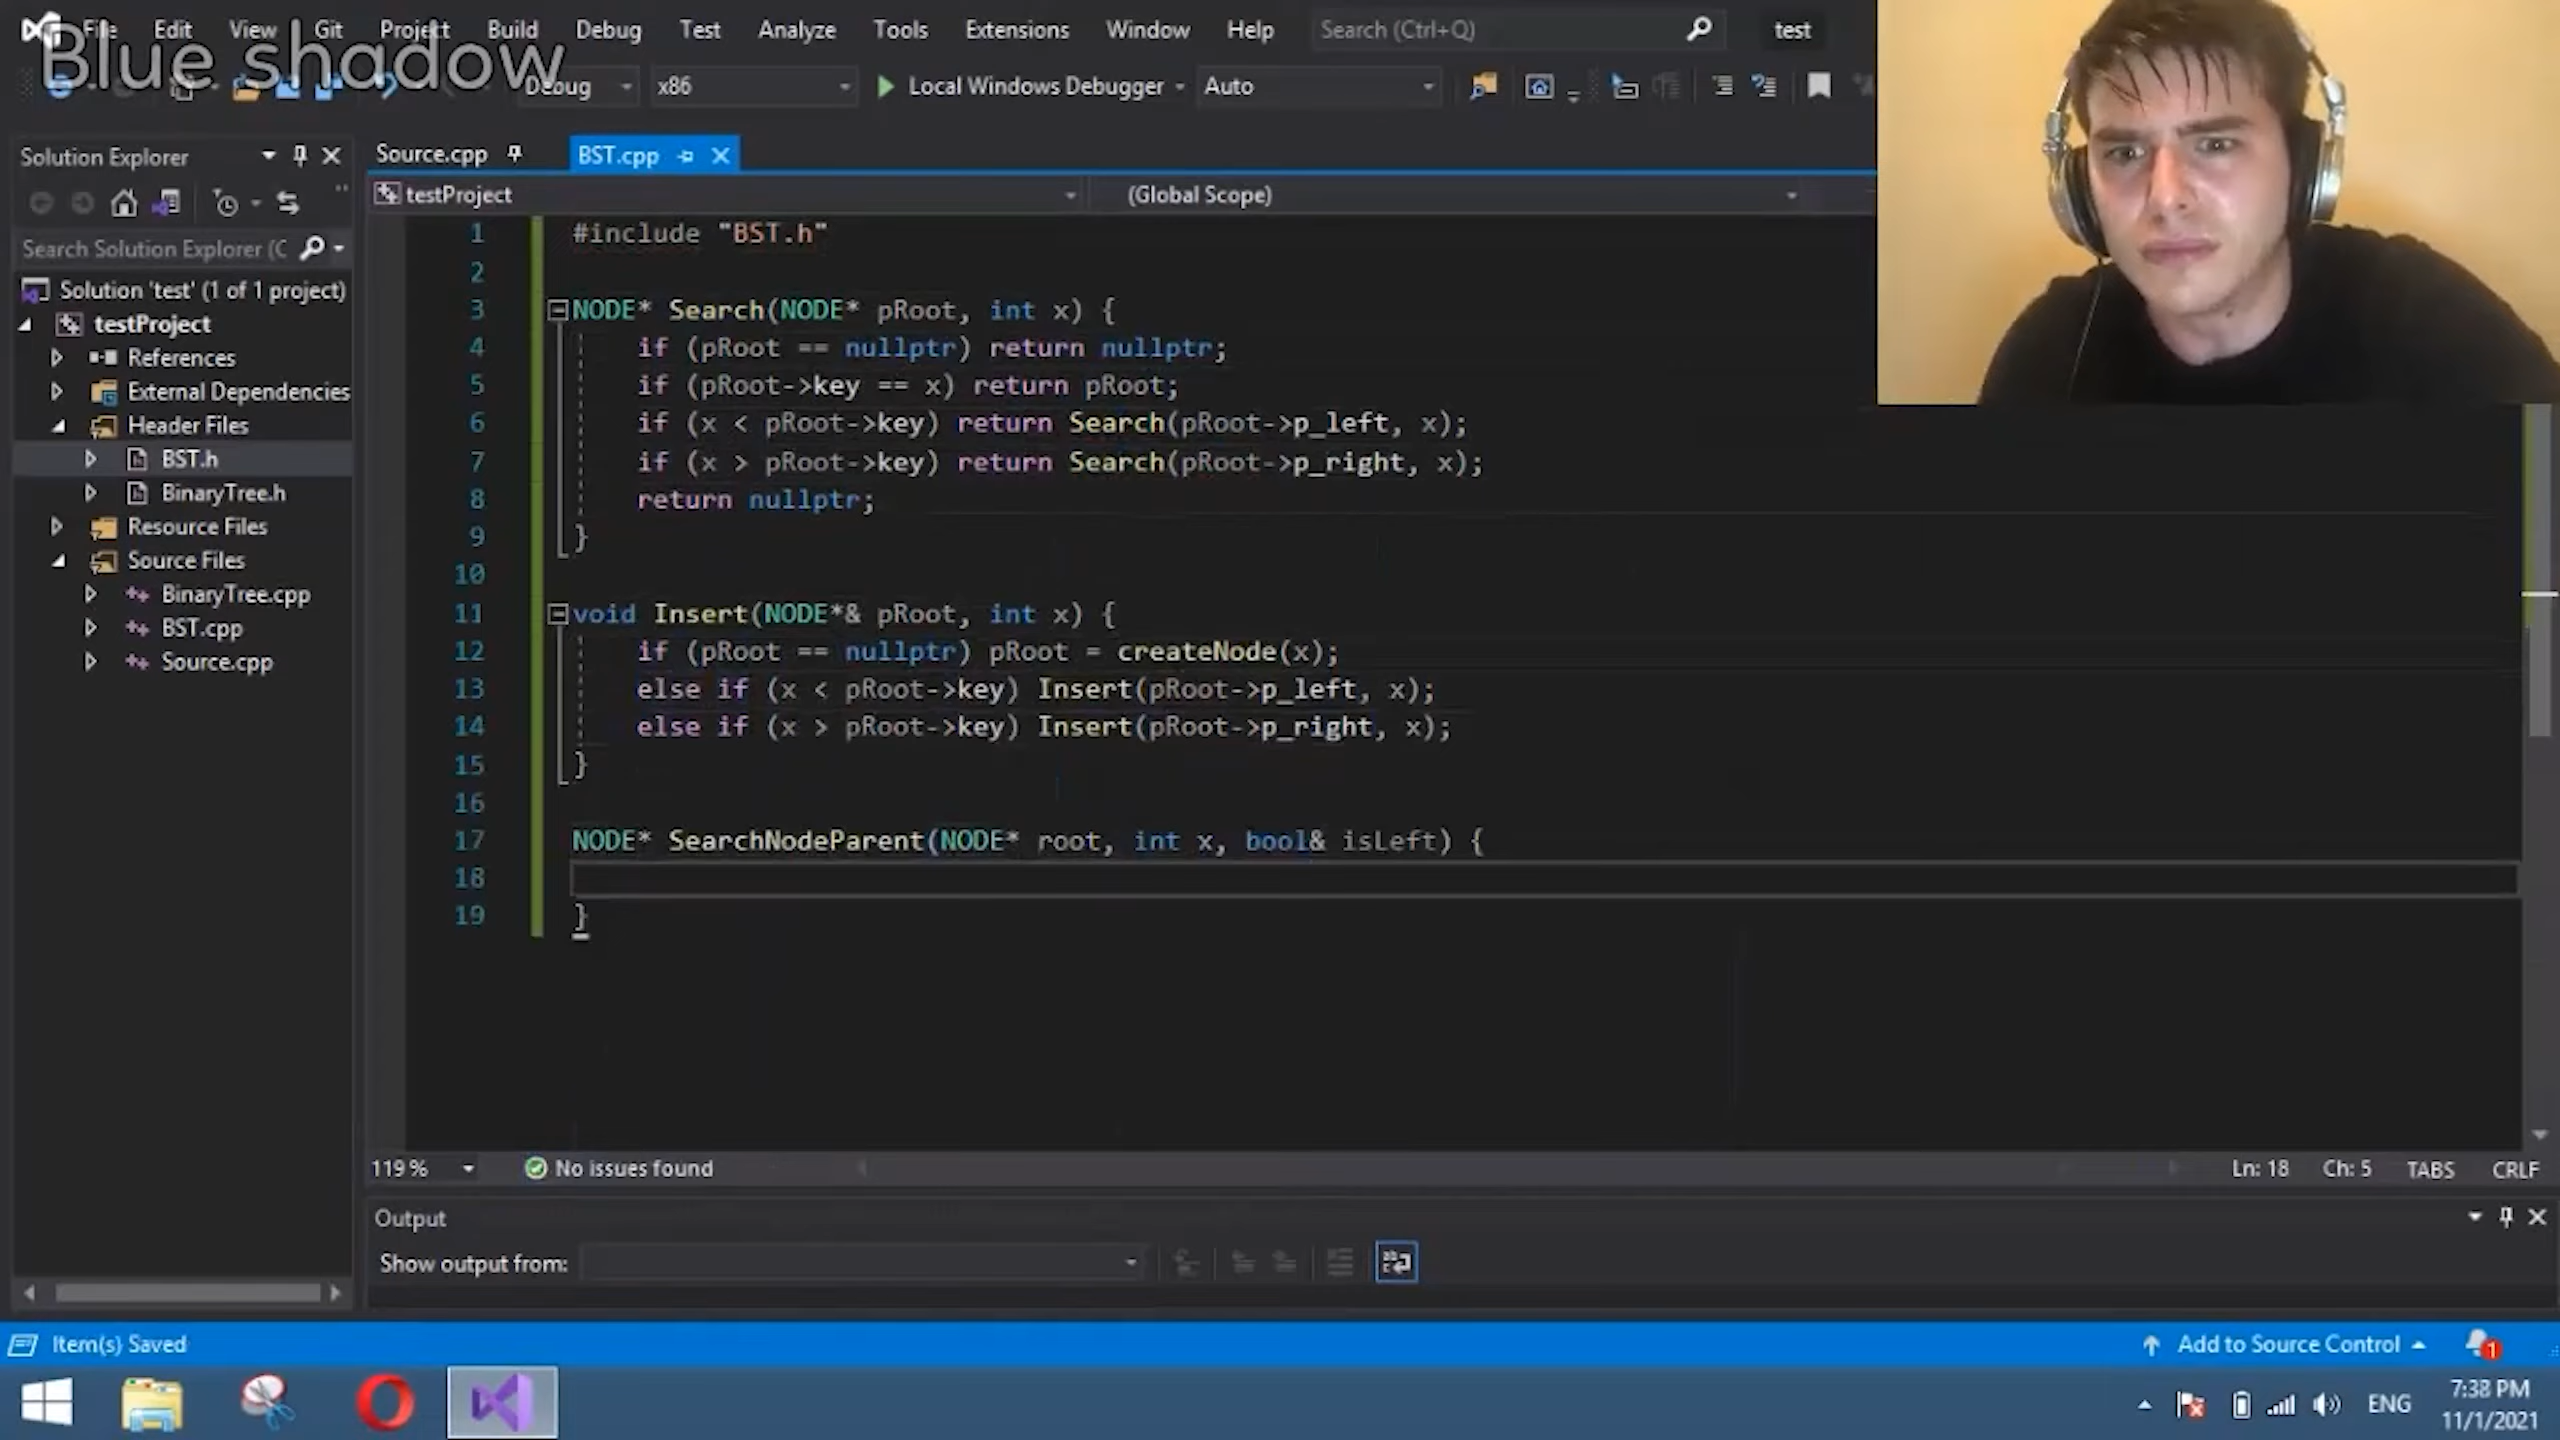 Blue shadow
File Edit View Git Project Build Debug Test Analyze Tools Extensions Window Help Search (Ctrl+Q) test
Debug x86 Local Windows Debugger Auto
Solution Explorer
Search Solution Explorer (C
Solution 'test' (1 of 1 project)
testProject
References
External Dependencies
Header Files
BST.h
BinaryTree.h
Resource Files
Source Files
BinaryTree.cpp
BST.cpp
Source.cpp
Source.cpp BST.cpp
testProject (Global Scope)
1 #include "BST.h"
2
3 NODE* Search(NODE* pRoot, int x) {
4 if (pRoot == nullptr) return nullptr;
5 if (pRoot->key == x) return pRoot;
6 if (x < pRoot->key) return Search(pRoot->p_left, x);
7 if (x > pRoot->key) return Search(pRoot->p_right, x);
8 return nullptr;
9 }
10
11 void Insert(NODE*& pRoot, int x) {
12 if (pRoot == nullptr) pRoot = createNode(x);
13 else if (x < pRoot->key) Insert(pRoot->p_left, x);
14 else if (x > pRoot->key) Insert(pRoot->p_right, x);
15 }
16
17 NODE* SearchNodeParent(NODE* root, int x, bool& isLeft) {
18
19 }
119 % No issues found Ln: 18 Ch: 5 TABS CRLF
Output
Show output from:
Item(s) Saved Add to Source Control 1
ENG 7:38 PM
11/1/2021